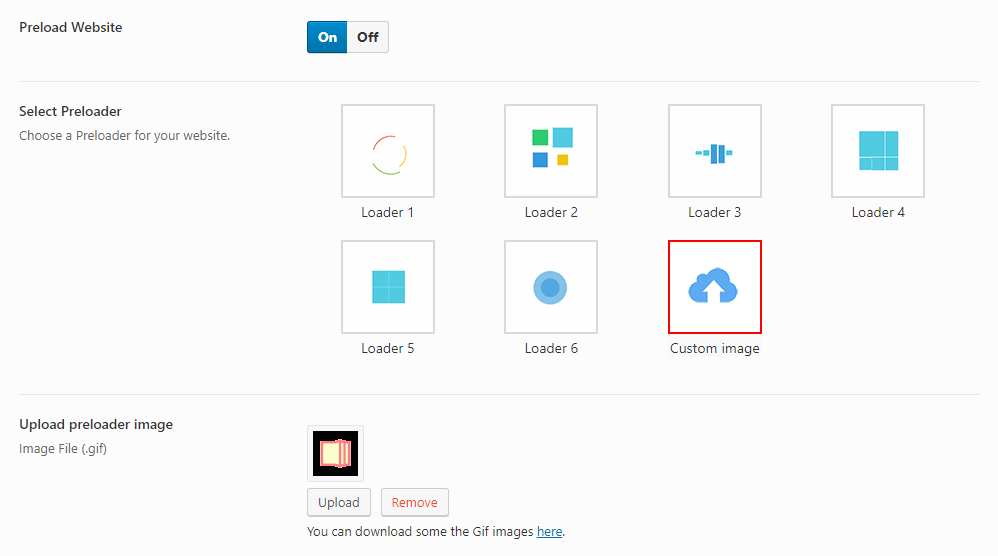 Preload Website
On Off
Select Preloader
Choose a Preloader for your website.
Loader 1 Loader 2 Loader 3 Loader 4
Loader 5 Loader 6 Custom image
Upload preloader image
Image File (.gif)
Upload Remove
You can download some the Gif images here.